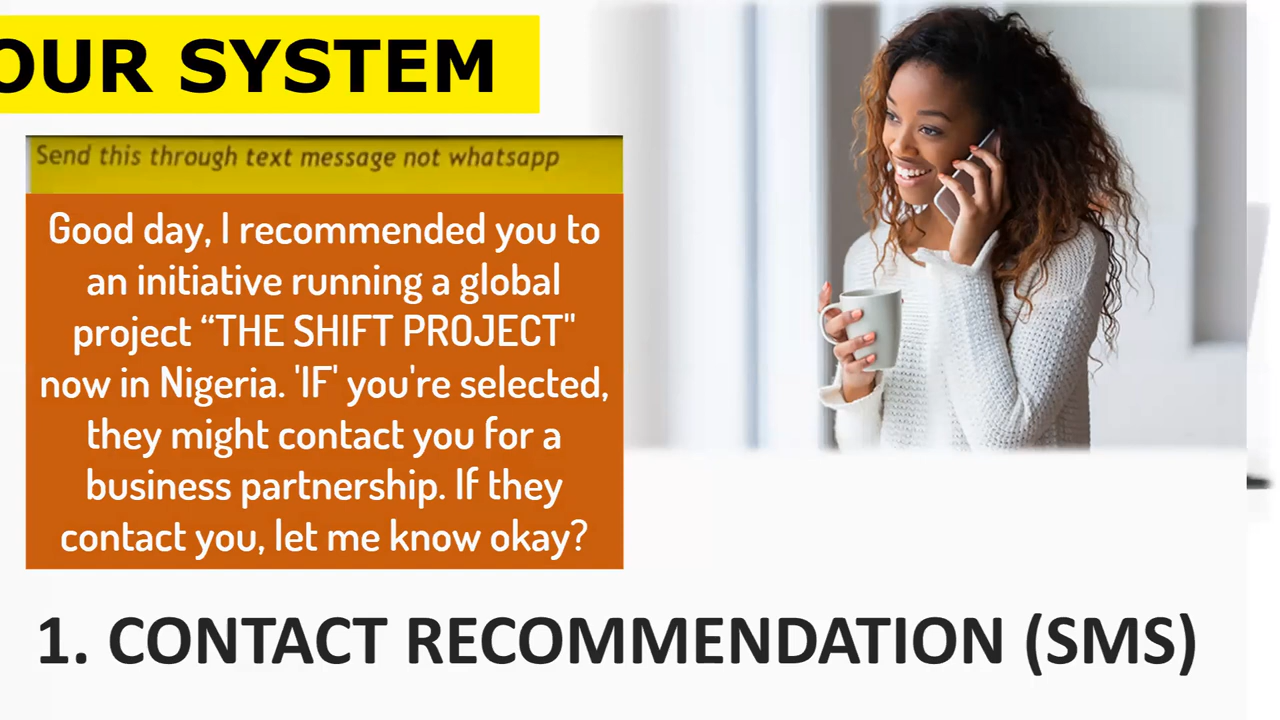 OUR SYSTEM
Send this through text message not whatsapp
Good day, I recommended you to
an initiative running a global
project “THE SHIFT PROJECT"
now in Nigeria. 'IF' you're selected,
they might contact you for a
business partnership. If they
contact you, let me know okay?
1. CONTACT RECOMMENDATION (SMS)